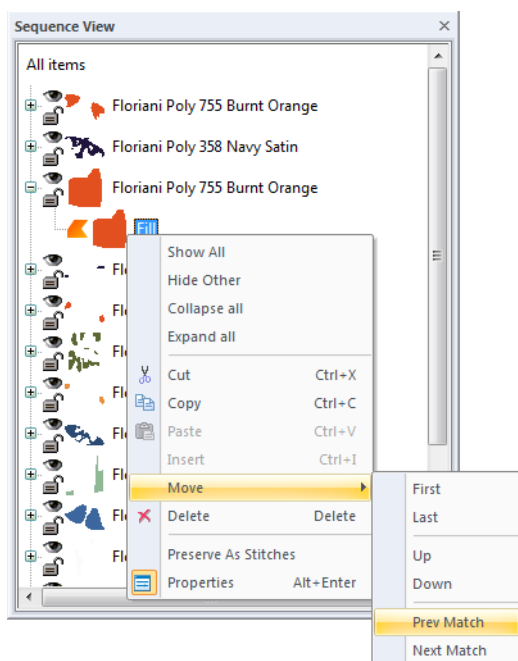 Sequence View
All items
Floriani Poly 755 Burnt Orange
Floriani Poly 358 Navy Satin
Floriani Poly 755 Burnt Orange
Fill
Show All
Hide Other
Collapse all
Expand all
Cut Ctrl+X
Copy Ctrl+C
Paste Ctrl+V
Insert Ctrl+I
Move
Delete Delete
Preserve As Stitches
Properties Alt+Enter
First
Last
Up
Down
Prev Match
Next Match